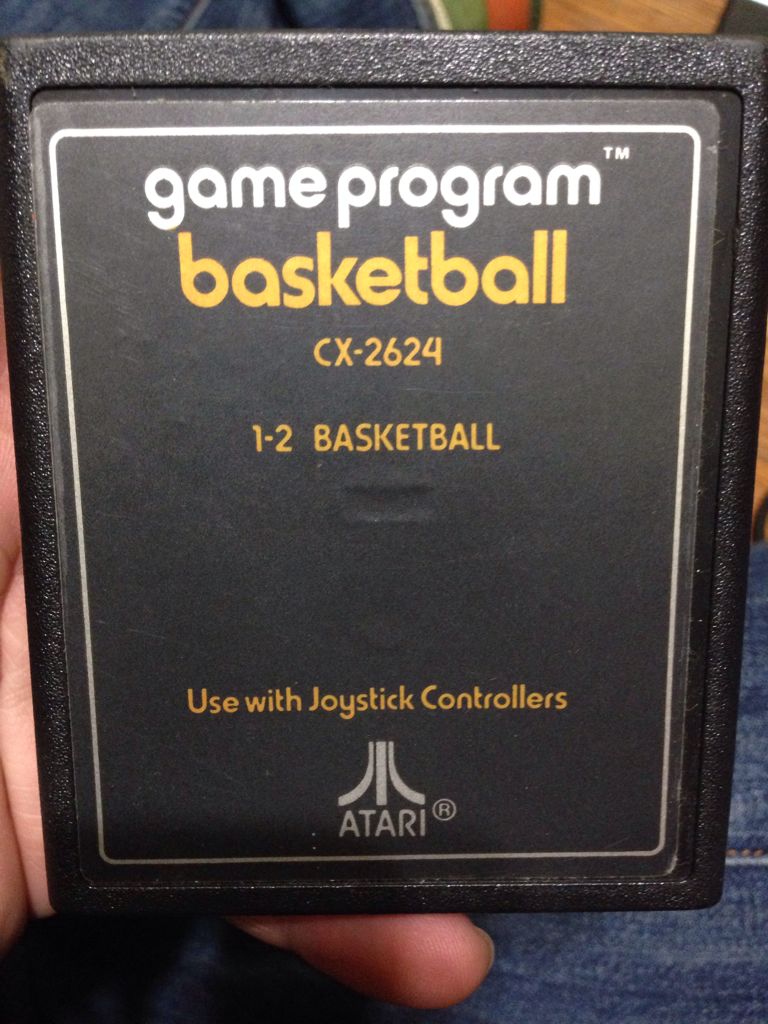 game program™
basketball
CX-2624
1-2 BASKETBALL
Use with Joystick Controllers
ATARI®